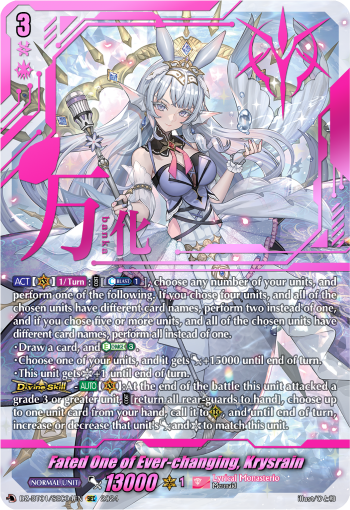 3
万化
banka
ACT【】1/Turn [ BLAST 1], choose any number of your units, and
perform one of the following. If you chose four units, and all of the
chosen units have different card names, perform two instead of one,
and if you chose five or more units, and all of the chosen units have
different card names, perform all instead of one.
・Draw a card, and 3
・Choose one of your units, and it gets +15000 until end of turn.
・This unit gets +1 until end of turn.
Divine Skill AUTO【】: At the end of the battle this unit attacked a
grade 3 or greater unit, [return all rear-guards to hand], choose up
to one unit card from your hand, call it to , and until end of turn,
increase or decrease that unit's and to match this unit.
Fated One of Ever-changing, Krysrain
NORMAL UNIT
13000
1
Lyrical Monasterio
Mermaid
2024